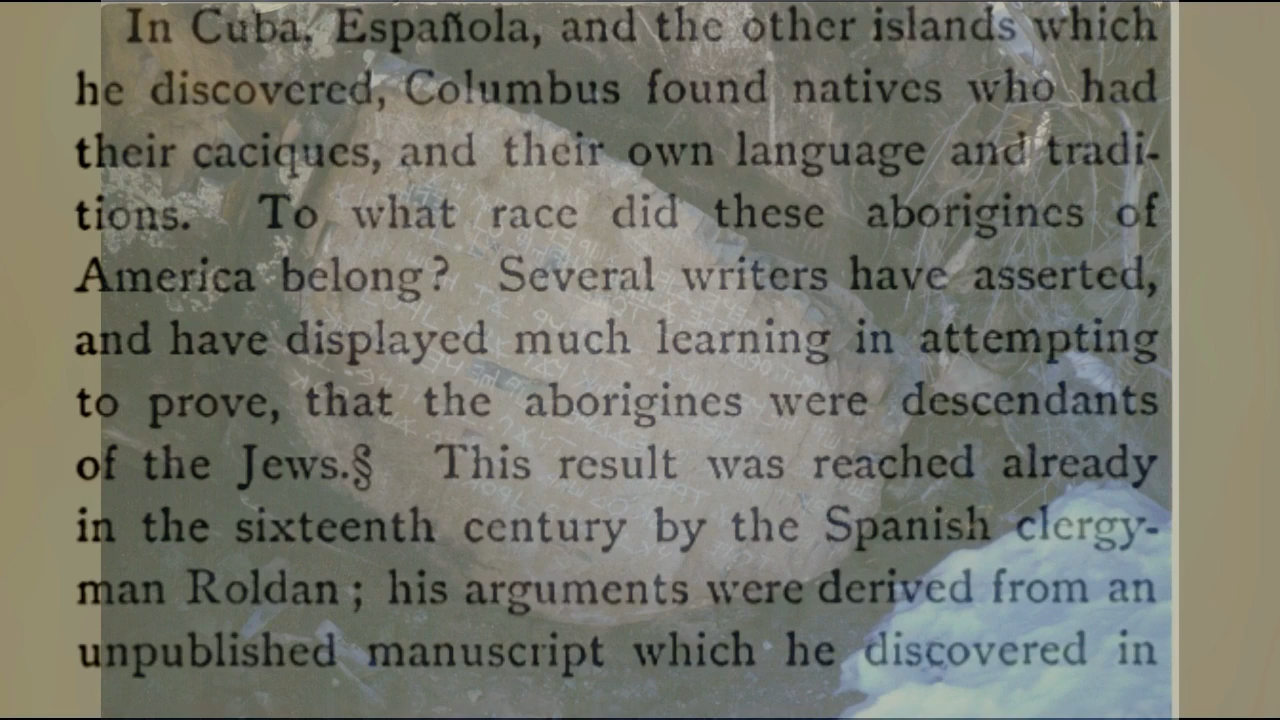 In Cuba, Española, and the other islands which
he discovered, Columbus found natives who had
their caciques, and their own language and tradi-
tions. To what race did these aborigines of
America belong? Several writers have asserted,
and have displayed much learning in attempting
to prove, that the aborigines were descendants
of the Jews.§ This result was reached already
in the sixteenth century by the Spanish clergy-
man Roldan; his arguments were derived from an
unpublished manuscript which he discovered in